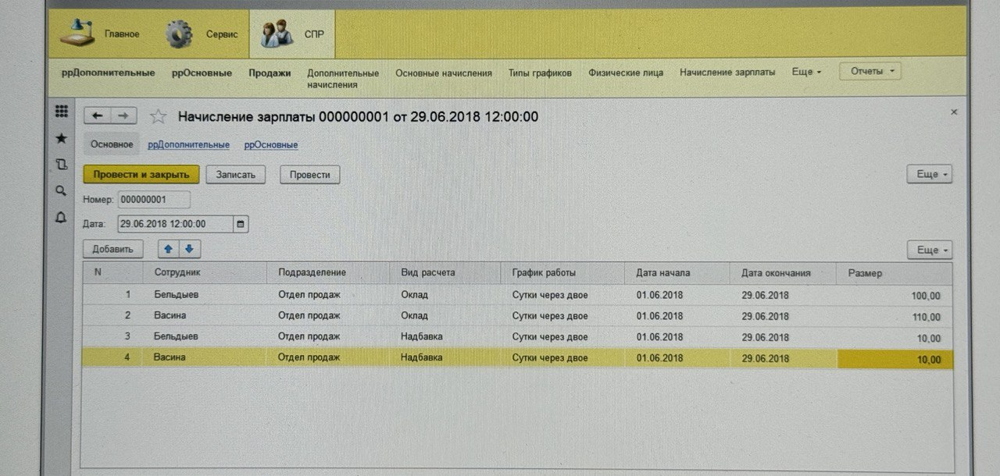 Главное Сервис СПР
ррДополнительные ррОсновные Продажи Дополнительные начисления Основные начисления Типы графиков Физические лица Начисление зарплаты Еще Отчеты
Начисление зарплаты 000000001 от 29.06.2018 12:00:00
Основное ррДополнительные ррОсновные
Провести и закрыть Записать Провести Еще
Номер: 000000001
Дата: 29.06.2018 12:00:00
Добавить Еще
N Сотрудник Подразделение Вид расчета График работы Дата начала Дата окончания Размер
1 Бельдыев Отдел продаж Оклад Сутки через двое 01.06.2018 29.06.2018 100,00
2 Васина Отдел продаж Оклад Сутки через двое 01.06.2018 29.06.2018 110,00
3 Бельдыев Отдел продаж Надбавка Сутки через двое 01.06.2018 29.06.2018 10,00
4 Васина Отдел продаж Надбавка Сутки через двое 01.06.2018 29.06.2018 10,00